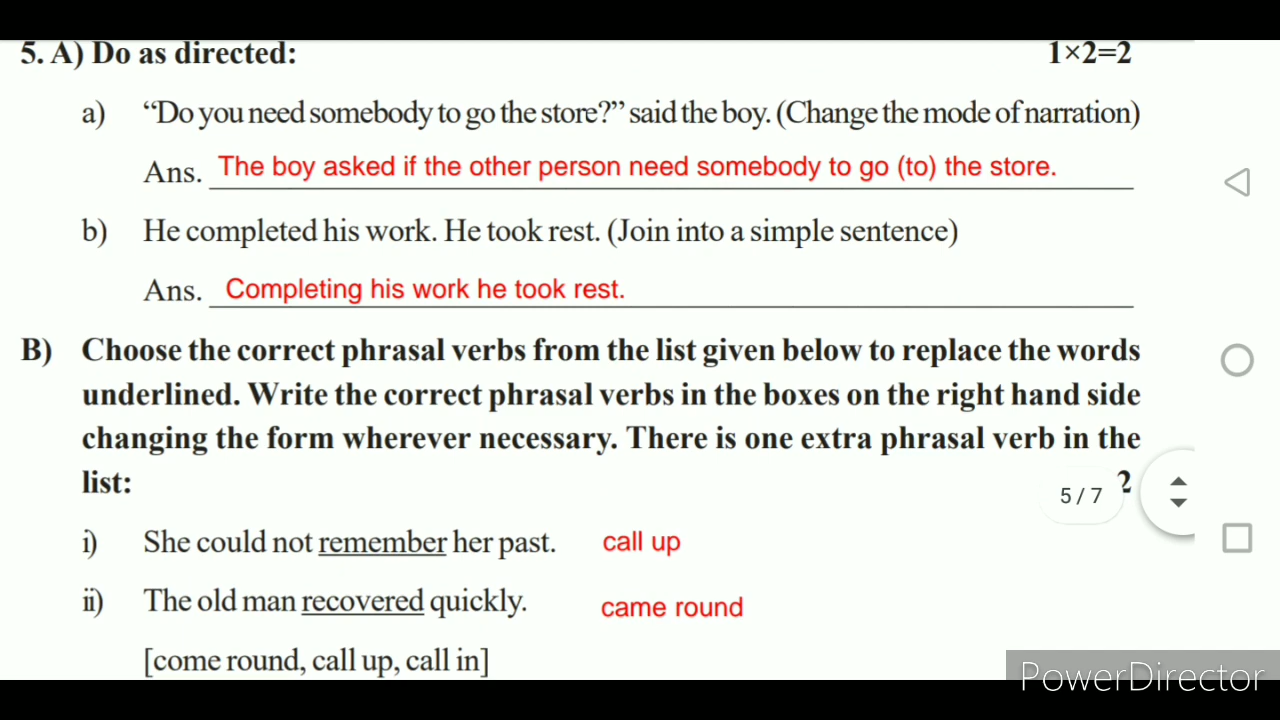 5. A) Do as directed: 1×2=2
a) “Do you need somebody to go the store?” said the boy. (Change the mode of narration)
Ans. The boy asked if the other person need somebody to go (to) the store.
b) He completed his work. He took rest. (Join into a simple sentence)
Ans. Completing his work he took rest.
B) Choose the correct phrasal verbs from the list given below to replace the words
underlined. Write the correct phrasal verbs in the boxes on the right hand side
changing the form wherever necessary. There is one extra phrasal verb in the
list: 2
5 / 7
i) She could not remember her past. call up
ii) The old man recovered quickly. came round
[come round, call up, call in]
PowerDirector